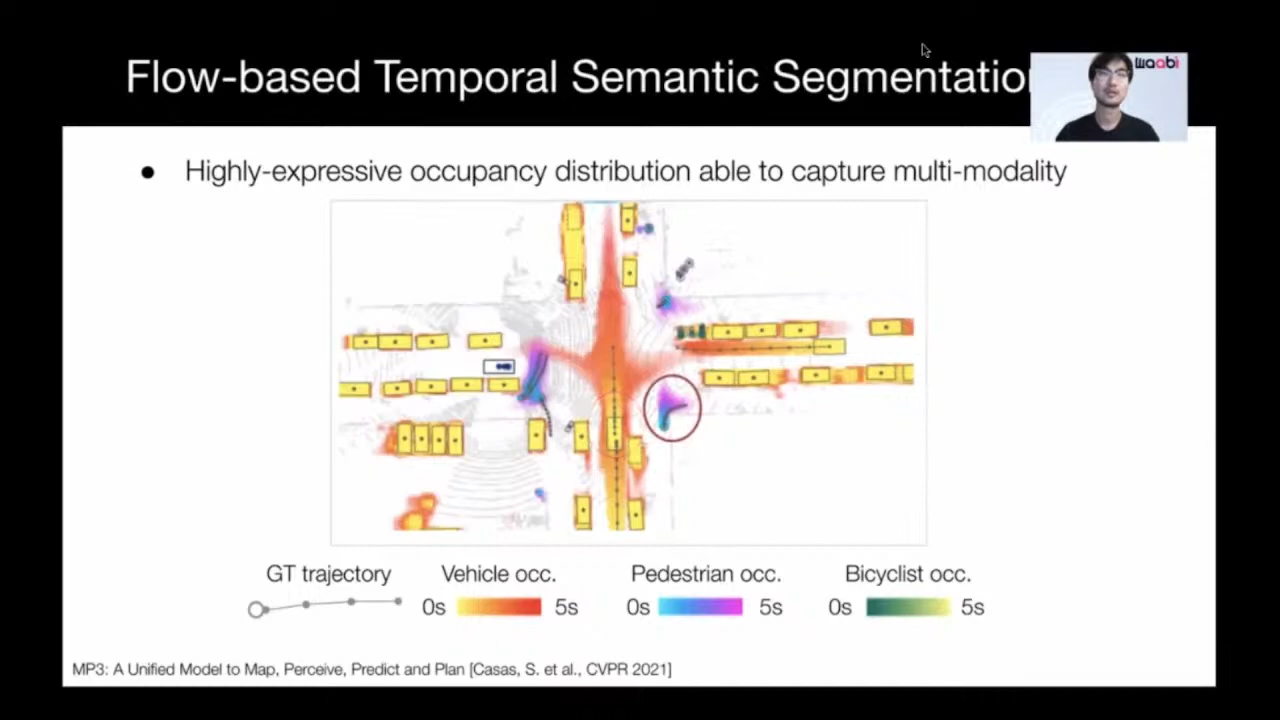 Flow-based Temporal Semantic Segmentation
waabi
● Highly-expressive occupancy distribution able to capture multi-modality
GT trajectory Vehicle occ. Pedestrian occ. Bicyclist occ.
0s 5s 0s 5s 0s 5s
MP3: A Unified Model to Map, Perceive, Predict and Plan [Casas, S. et al., CVPR 2021]